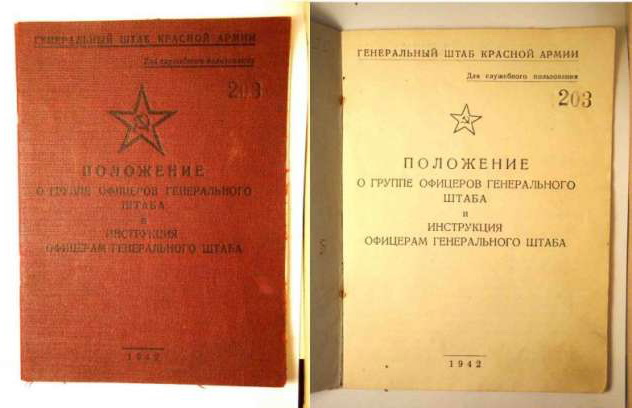 ГЕНЕРАЛЬНЫЙ ШТАБ КРАСНОЙ АРМИИ
Для служебного пользования
203
ПОЛОЖЕНИЕ
О ГРУППЕ ОФИЦЕРОВ ГЕНЕРАЛЬНОГО
ШТАБА
и
ИНСТРУКЦИЯ
ОФИЦЕРАМ ГЕНЕРАЛЬНОГО ШТАБА
1942
ГЕНЕРАЛЬНЫЙ ШТАБ КРАСНОЙ АРМИИ
Для служебного пользования
203
ПОЛОЖЕНИЕ
О ГРУППЕ ОФИЦЕРОВ ГЕНЕРАЛЬНОГО
ШТАБА
и
ИНСТРУКЦИЯ
ОФИЦЕРАМ ГЕНЕРАЛЬНОГО ШТАБА
1942